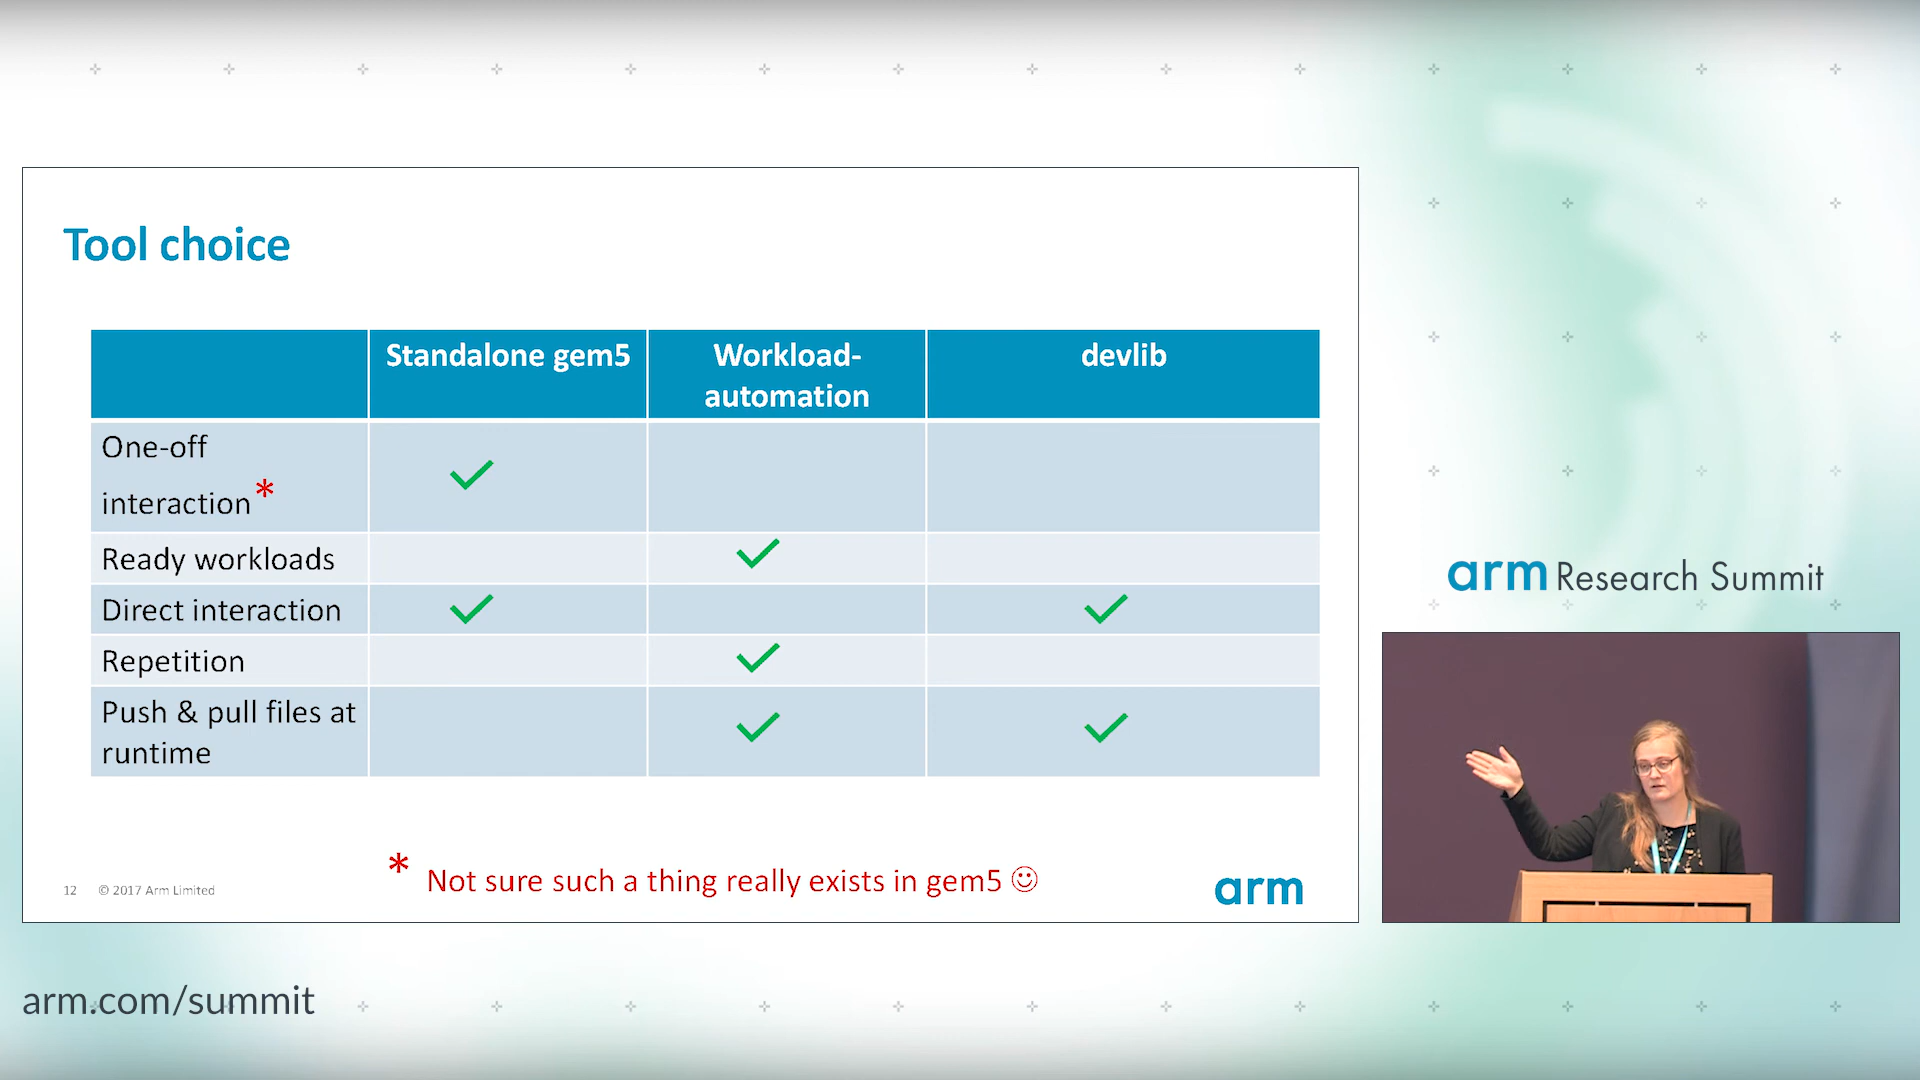 Tool choice
Standalone gem5
Workload-
automation
devlib
One-off
interaction*
Ready workloads
Direct interaction
Repetition
Push & pull files at
runtime
* Not sure such a thing really exists in gem5 ☺
12 © 2017 Arm Limited
arm
arm Research Summit
arm.com/summit